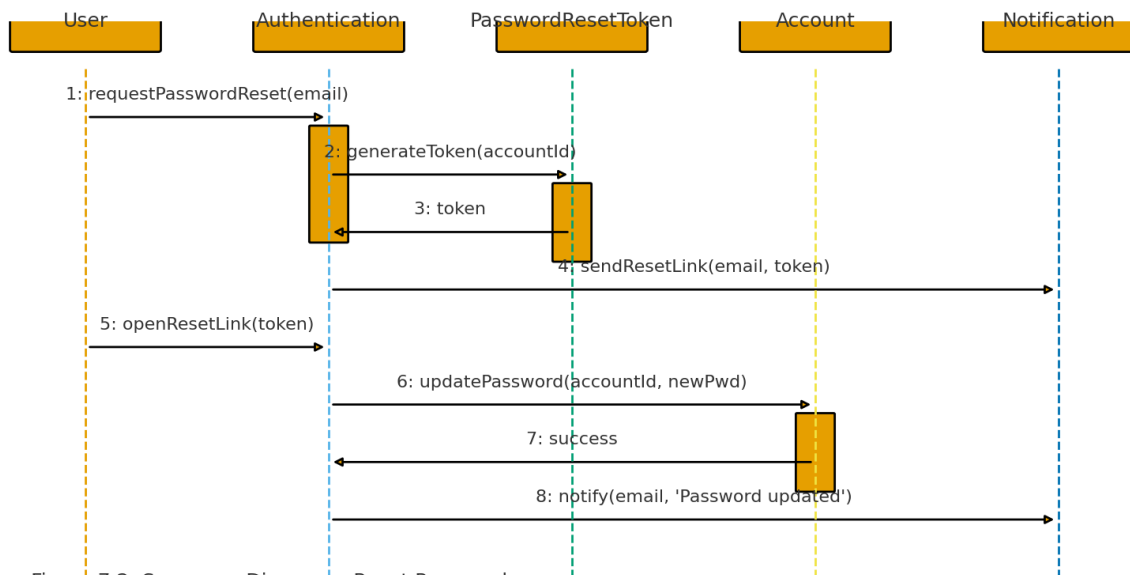 User Authentication PasswordResetToken Account Notification
1: requestPasswordReset(email)
2: generateToken(accountId)
3: token
4: sendResetLink(email, token)
5: openResetLink(token)
6: updatePassword(accountId, newPwd)
7: success
8: notify(email, 'Password updated')